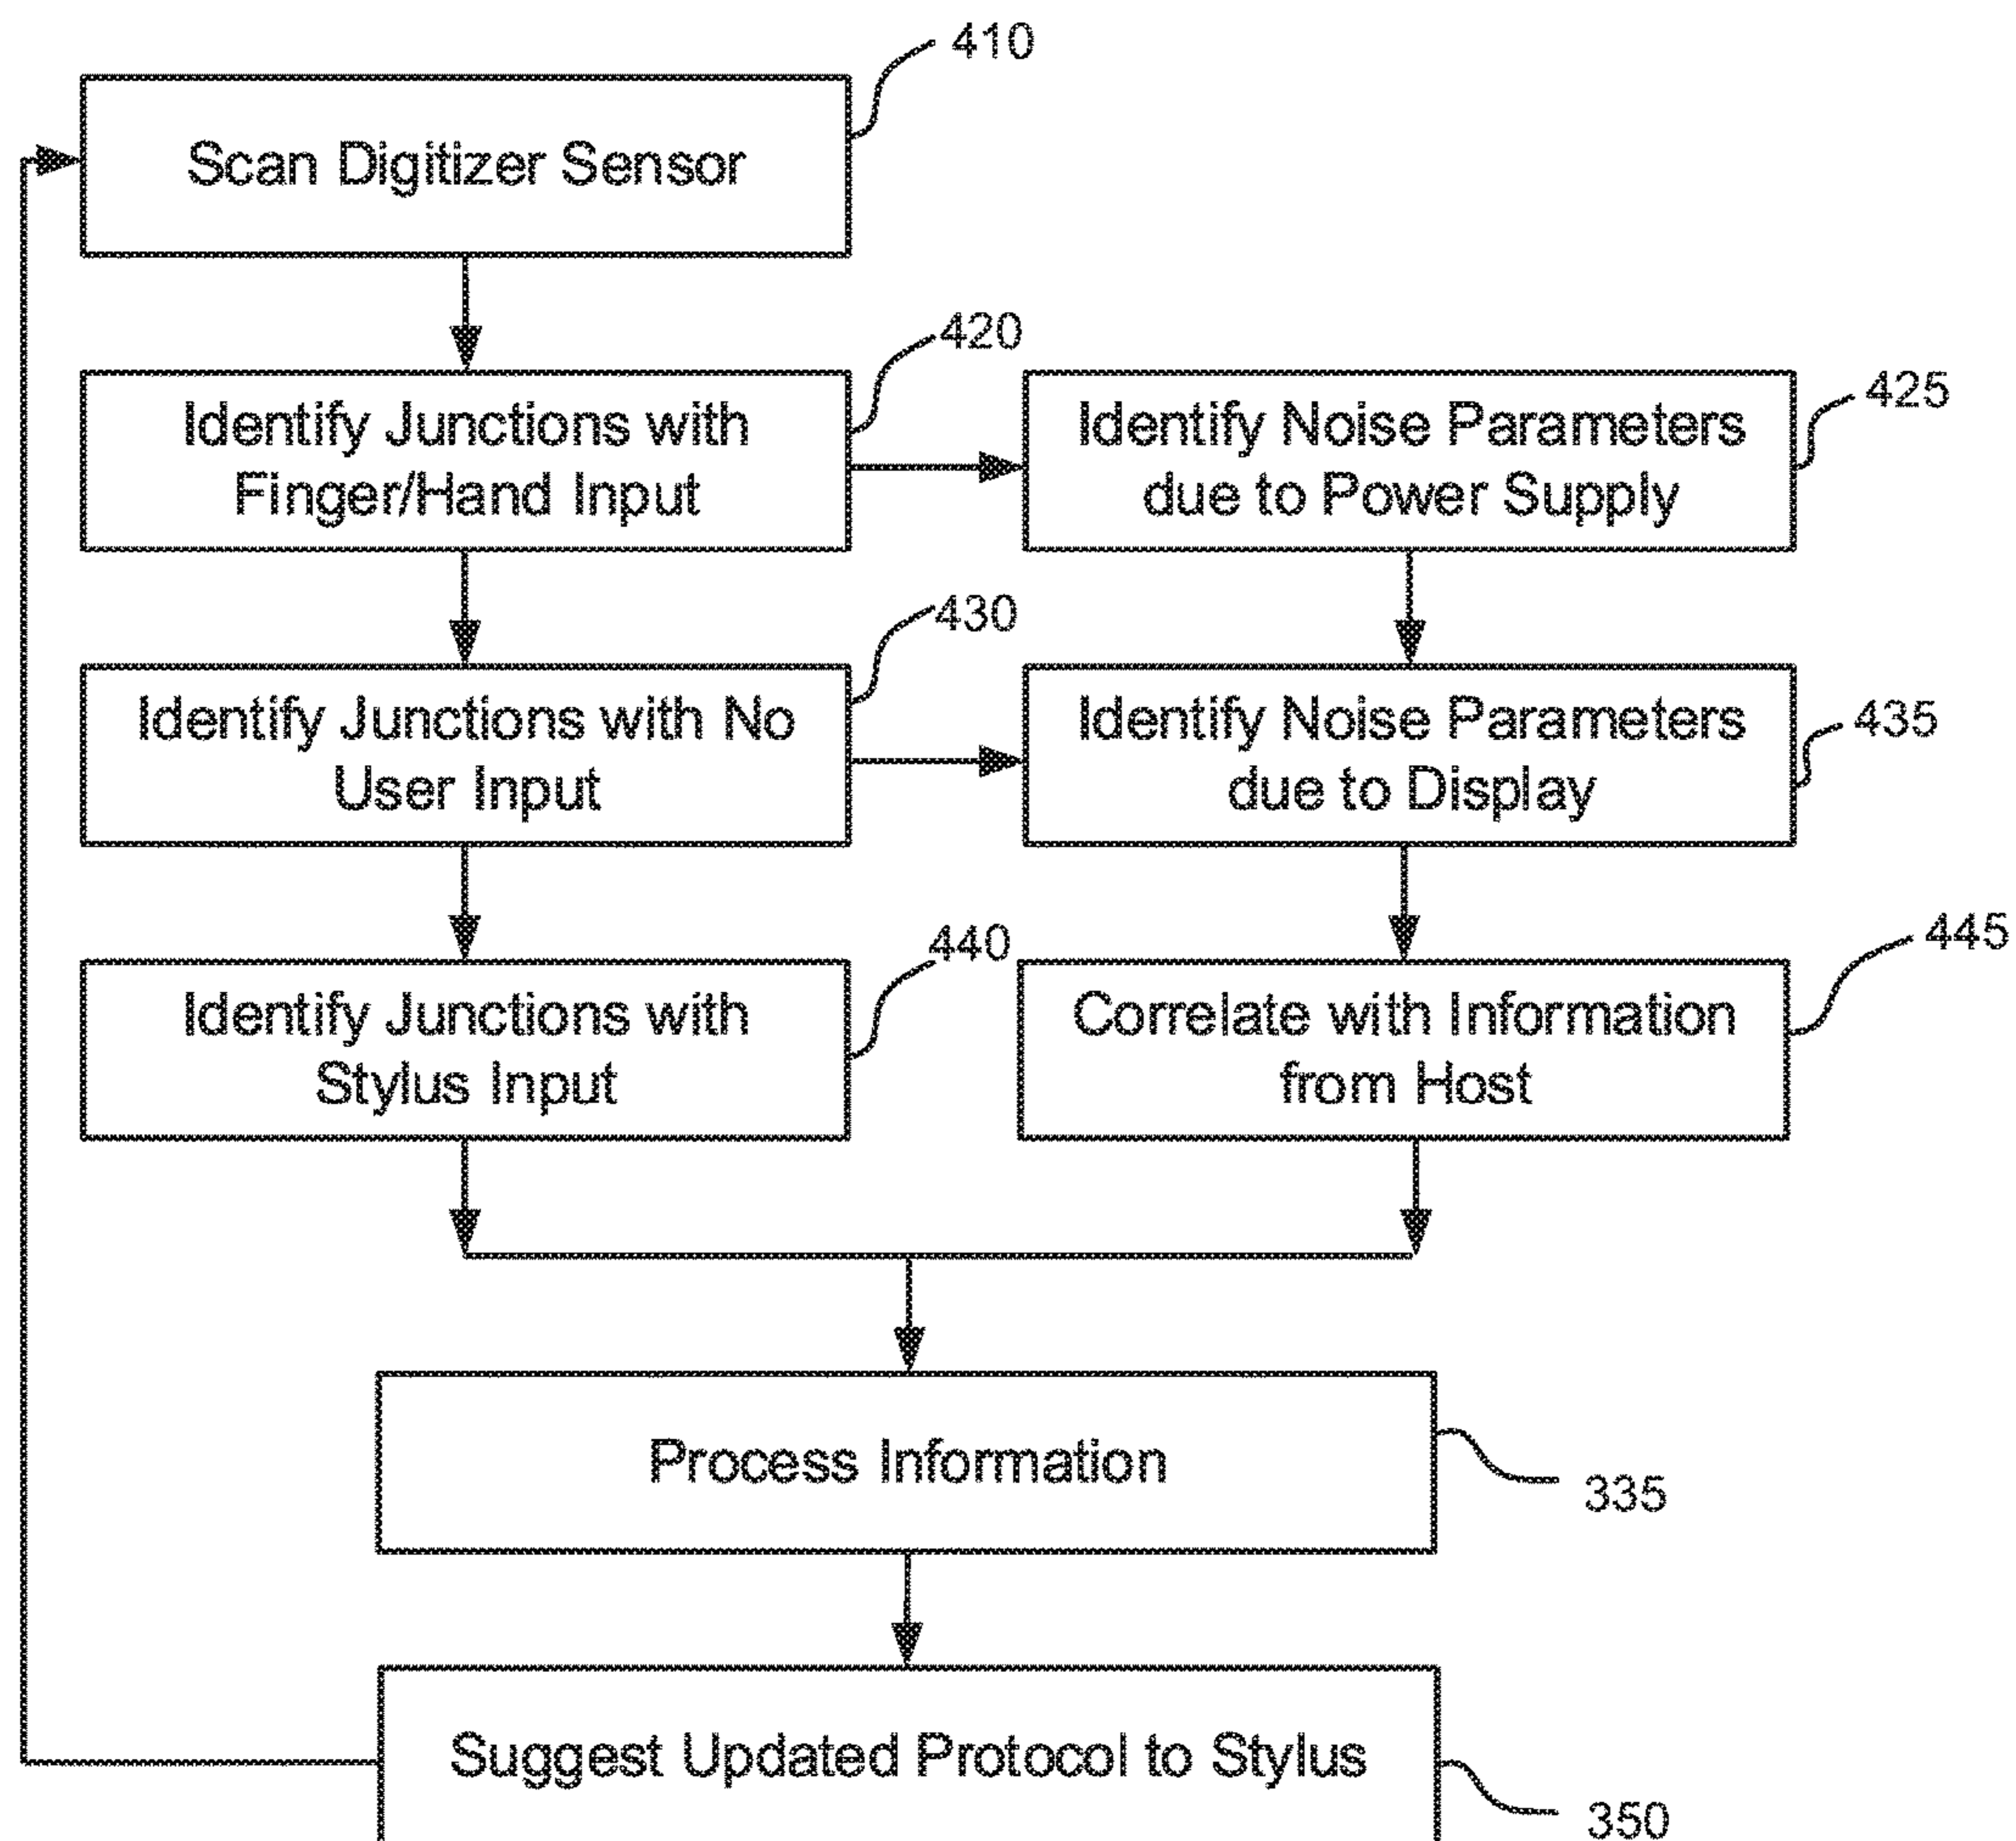 410
Scan Digitizer Sensor
420
Identify Junctions with
Finger/Hand Input
425
Identify Noise Parameters
due to Power Supply
430
Identify Junctions with No
User Input
435
Identify Noise Parameters
due to Display
440
Identify Junctions with
Stylus Input
445
Correlate with Information
from Host
Process Information
335
Suggest Updated Protocol to Stylus
350